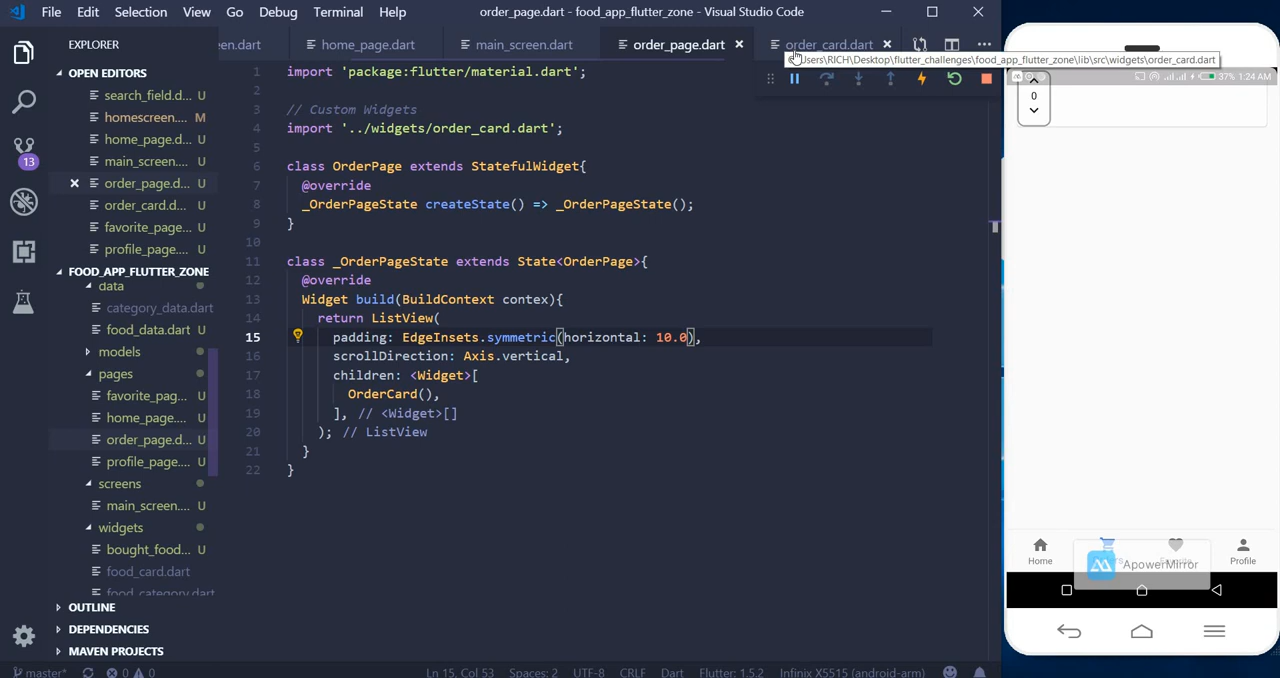 File Edit Selection View Go Debug Terminal Help order_page.dart - food_app_flutter_zone - Visual Studio Code
EXPLORER
een.dart home_page.dart main_screen.dart order_page.dart order_card.dart
Users\RICH\Desktop\flutter_challenges\food_app_flutter_zone\lib\src\widgets\order_card.dart
OPEN EDITORS
search_field.d...
homescreen.... M
home_page.d... U
main_screen.... U
order_page.d... U
order_card.d... U
favorite_page... U
profile_page.... U
FOOD_APP_FLUTTER_ZONE
data
category_data.dart
food_data.dart U
models
pages
favorite_pag... U
home_page.... U
order_page.d... U
profile_page.... U
screens
main_screen.... U
widgets
bought_food... U
food_card.dart
food_category.dart
OUTLINE
DEPENDENCIES
MAVEN PROJECTS
13
1 import 'package:flutter/material.dart';
2
3 // Custom Widgets
4 import '../widgets/order_card.dart';
5
6 class OrderPage extends StatefulWidget{
7 @override
8 _OrderPageState createState() => _OrderPageState();
9 }
10
11 class _OrderPageState extends State<OrderPage>{
12 @override
13 Widget build(BuildContext contex){
14 return ListView(
15 padding: EdgeInsets.symmetric(horizontal: 10.0),
16 scrollDirection: Axis.vertical,
17 children: <Widget>[
18 OrderCard(),
19 ], // <Widget>[]
20 ); // ListView
21 }
22 }
37% 1:24 AM
0
Home Profile
ApowerMirror
master* 0 0 Ln 15, Col 53 Spaces: 2 UTF-8 CRLF Dart Flutter: 1.5.2 Infinix X5515 (android-arm)